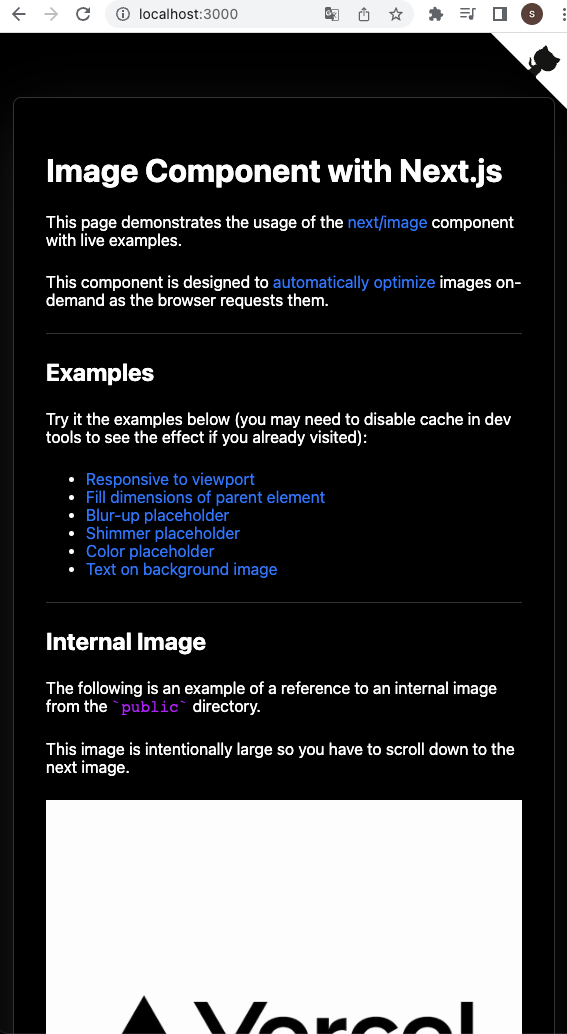 localhost:3000
s
Image Component with Next.js
This page demonstrates the usage of the next/image component
with live examples.
This component is designed to automatically optimize images on-
demand as the browser requests them.
Examples
Try it the examples below (you may need to disable cache in dev
tools to see the effect if you already visited):
• Responsive to viewport
• Fill dimensions of parent element
• Blur-up placeholder
• Shimmer placeholder
• Color placeholder
• Text on background image
Internal Image
The following is an example of a reference to an internal image
from the `public` directory.
This image is intentionally large so you have to scroll down to the
next image.
Vercel